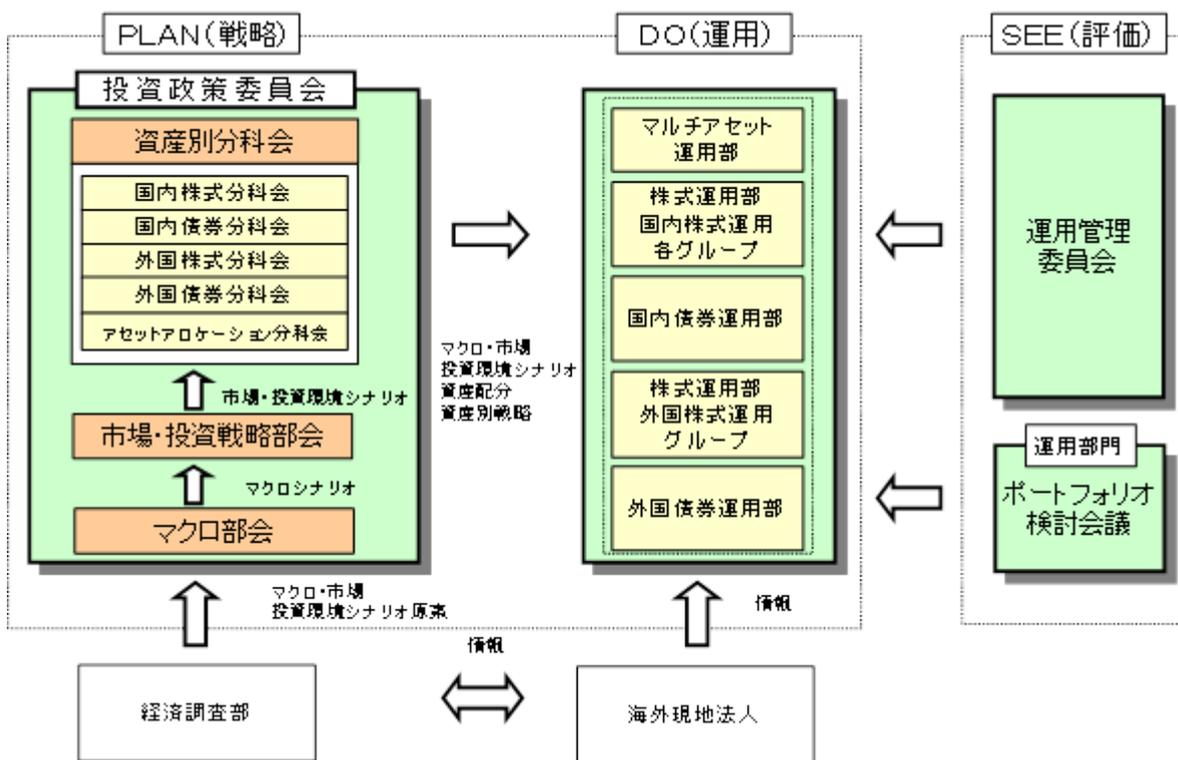 PLAN(戦略)
投資政策委員会
資産別分科会
国内株式分科会
国内債券分科会
外国株式分科会
外国債券分科会
アセットアロケーション分科会
市場・投資環境シナリオ
市場・投資戦略部会
マクロシナリオ
マクロ部会
マクロ・市場
投資環境シナリオ原案
経済調査部
マクロ・市場
投資環境シナリオ
資産配分
資産別戦略
情報
DO(運用)
マルチアセット
運用部
株式運用部
国内株式運用
各グループ
国内債券運用部
株式運用部
外国株式運用
グループ
外国債券運用部
情報
海外現地法人
SEE(評価)
運用管理
委員会
運用部門
ポートフォリオ
検討会議